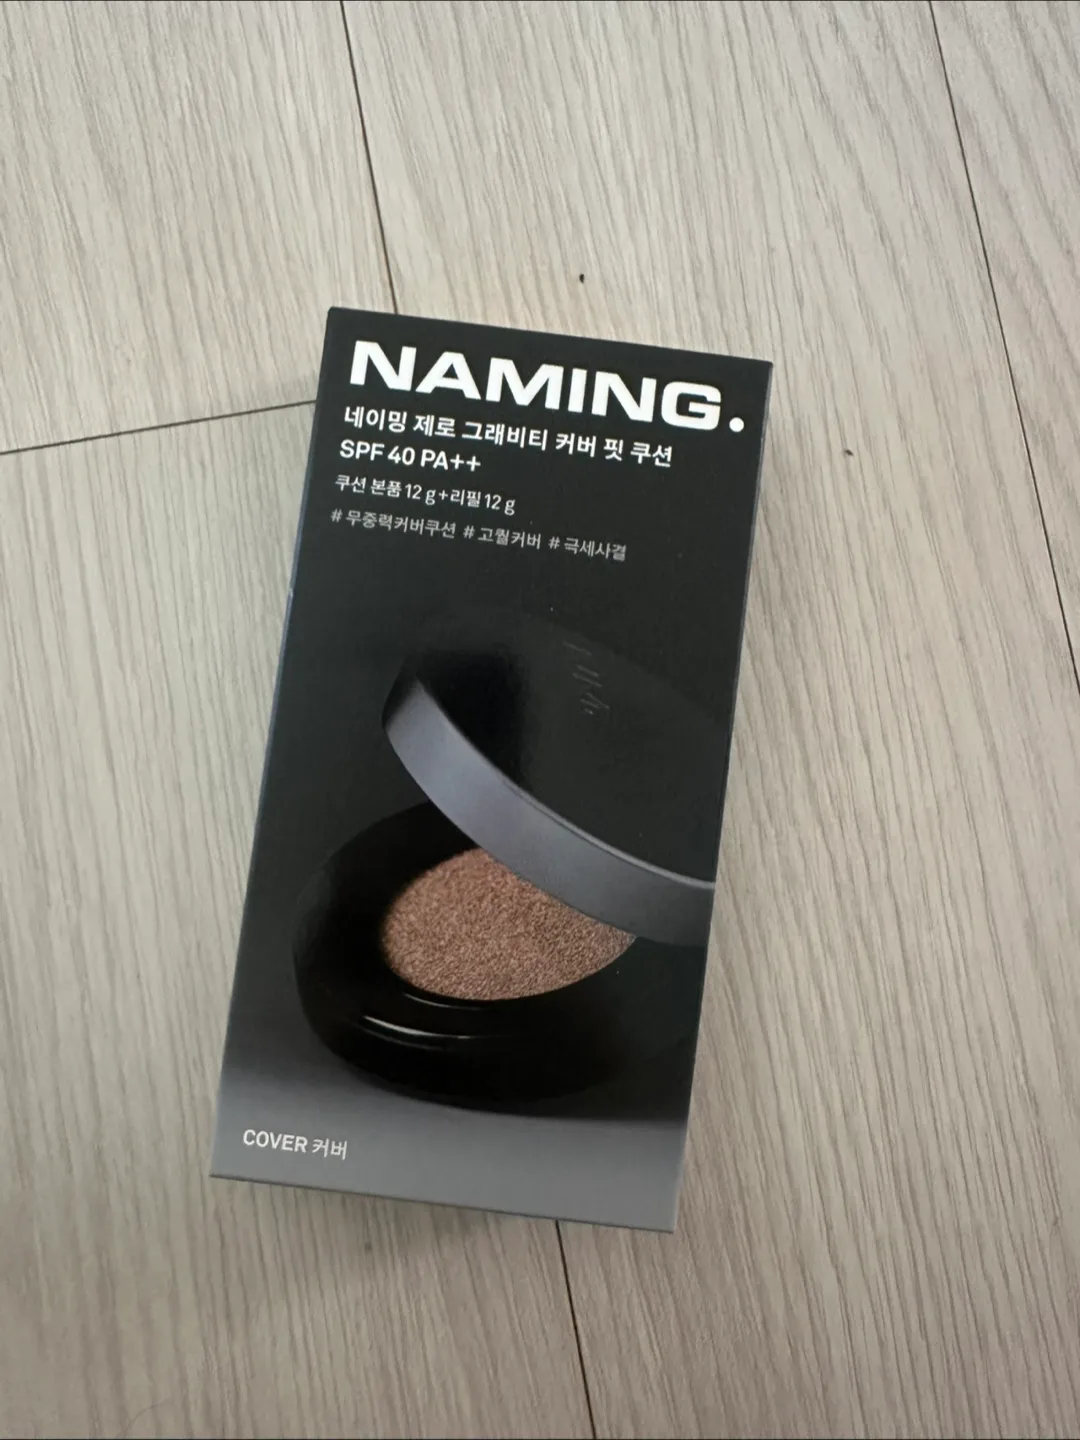 NAMING.
네이밍 제로 그래비티 커버 핏 쿠션
SPF 40 PA++
쿠션 본품 12 g+리필 12 g
# 무중력커버쿠션 # 고퀄커버 # 극세사결
COVER 커버